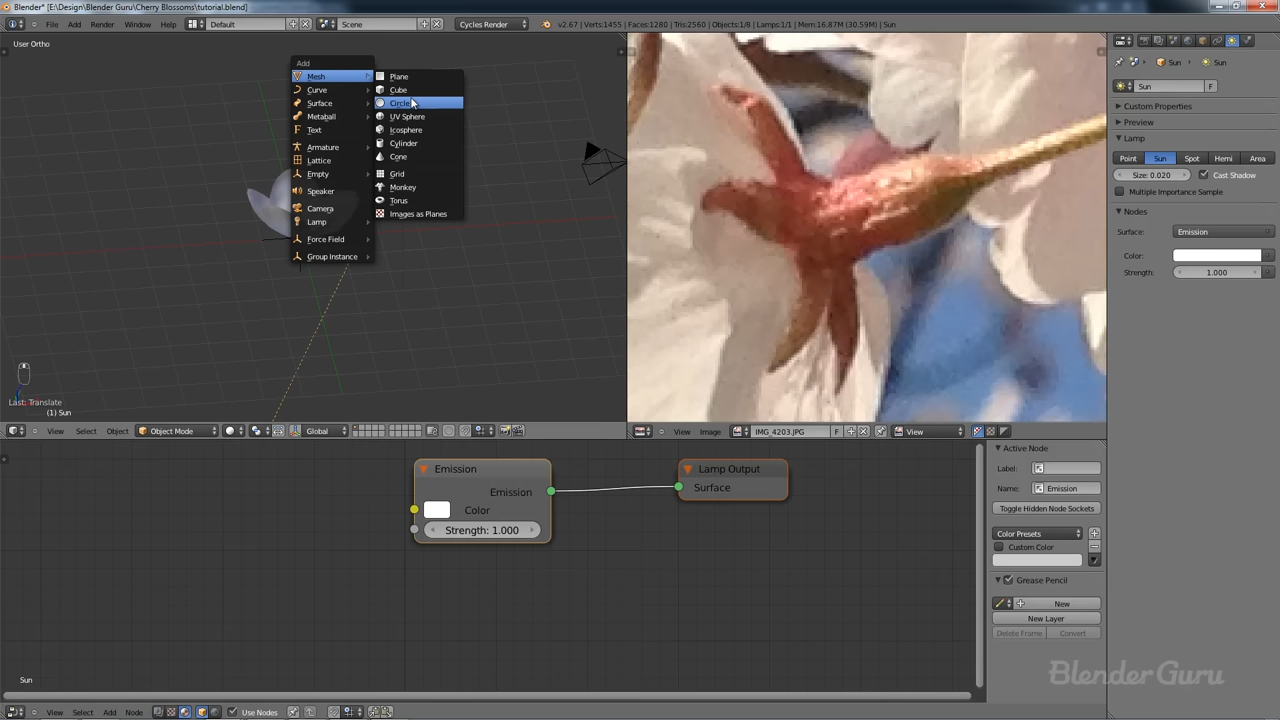 Blender* [E:\Design\Blender Guru\Cherry Blossoms\tutorial.blend]
File Add Render Window Help Default Scene Cycles Render v2.67 | Verts:1455 | Faces:1280 | Tris:2560 | Objects:1/8 | Lamps:1/1 | Mem:16.87M (30.59M) | Sun
User Ortho
Add
Mesh
Curve
Surface
Metaball
Text
Armature
Lattice
Empty
Speaker
Camera
Lamp
Force Field
Group Instance
Plane
Cube
Circle
UV Sphere
Icosphere
Cylinder
Cone
Grid
Monkey
Torus
Images as Planes
Last: Translate
(1) Sun
View Select Object Object Mode Global
View Image IMG_4203.JPG F View
Sun Sun
Sun F
Custom Properties
Preview
Lamp
Point Sun Spot Hemi Area
Size: 0.020 Cast Shadow
Multiple Importance Sample
Nodes
Surface: Emission
Color:
Strength: 1.000
Emission
Emission
Color
Strength: 1.000
Lamp Output
Surface
Active Node
Label:
Name: Emission
Toggle Hidden Node Sockets
Color Presets
Custom Color
Grease Pencil
New
New Layer
Delete Frame Convert
Sun
BlenderGuru
View Select Add Node Use Nodes